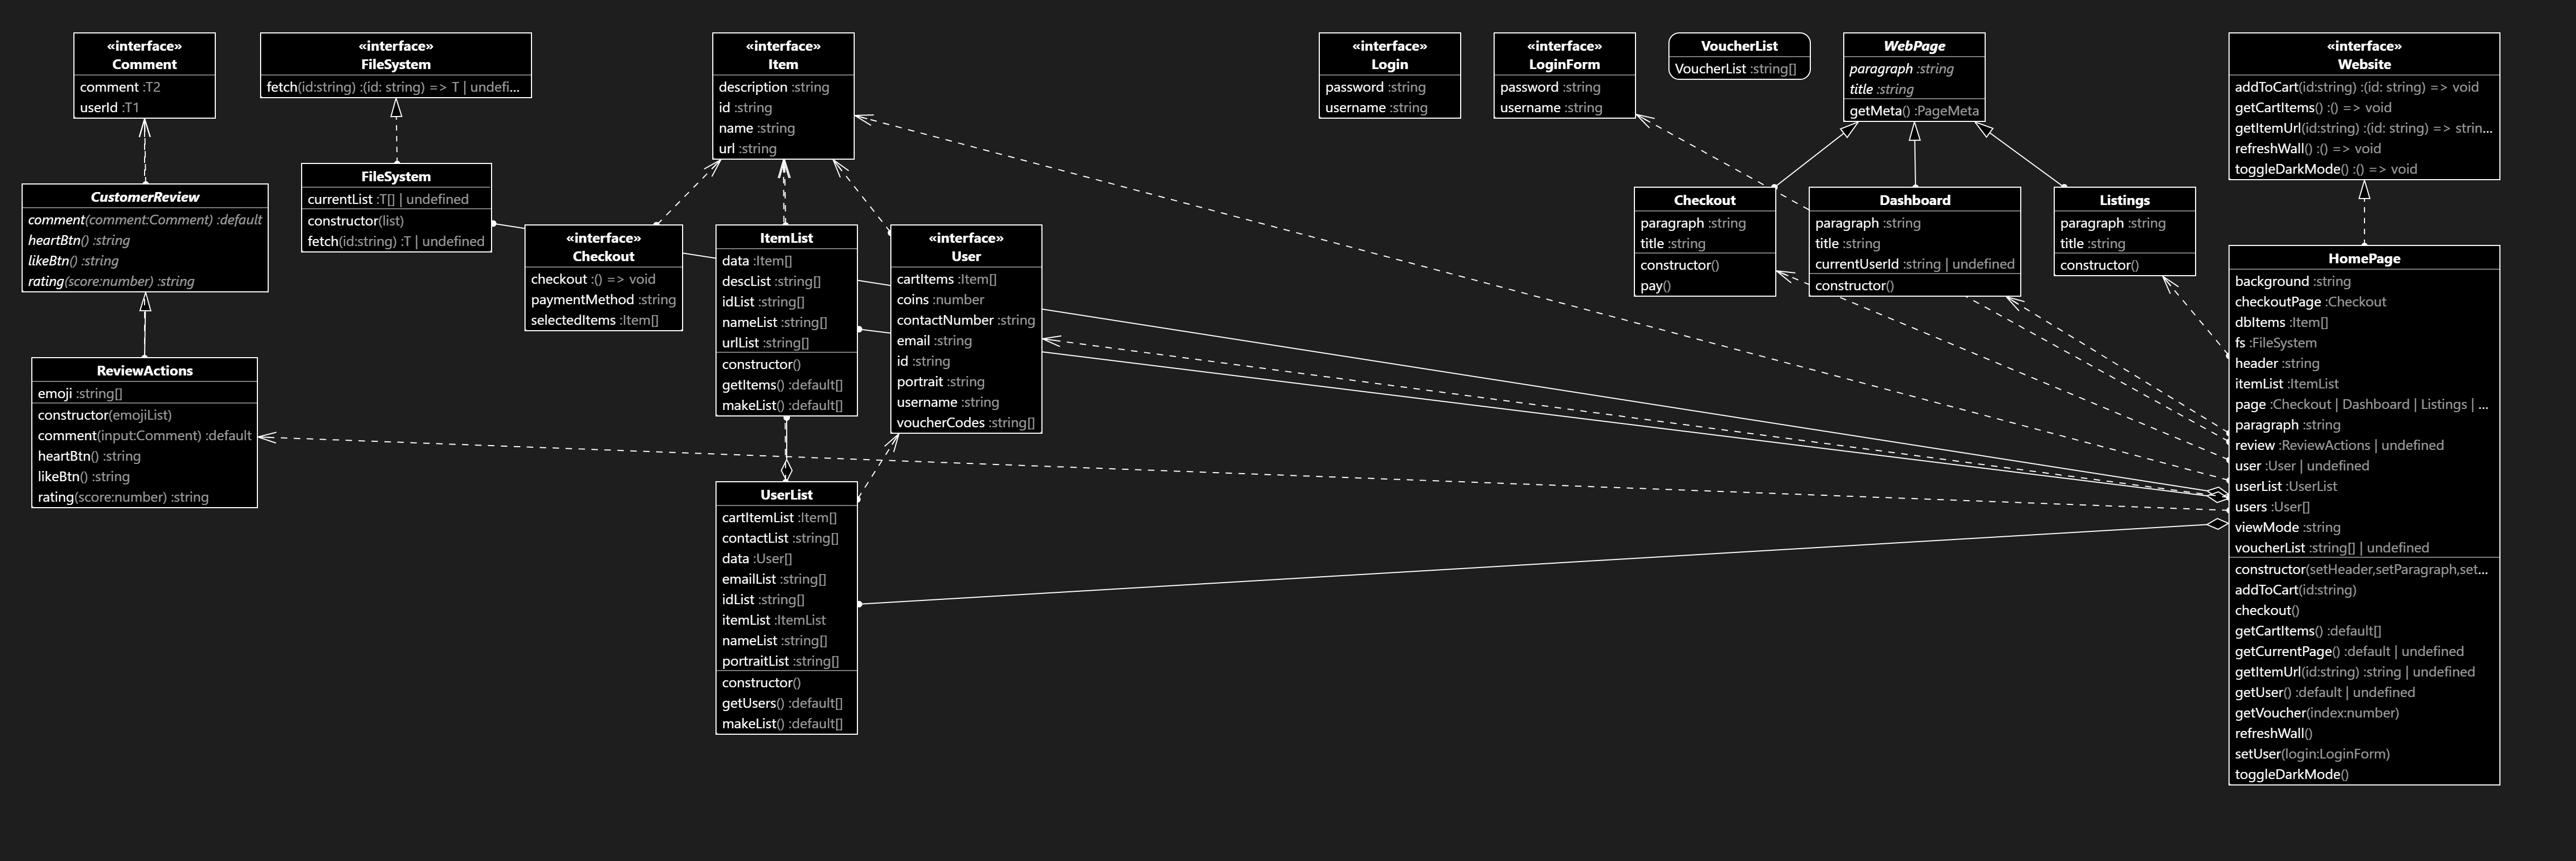 «interface»
Comment
comment :T2
userId :T1
«interface»
FileSystem
fetch(id:string) :(id: string) => T | undefi...
«interface»
Item
description :string
id :string
name :string
url :string
«interface»
Login
password :string
username :string
«interface»
LoginForm
password :string
username :string
VoucherList
VoucherList :string[]
WebPage
paragraph :string
title :string
getMeta() :PageMeta
«interface»
Website
addToCart(id:string) :(id: string) => void
getCartItems() :() => void
getItemUrl(id:string) :(id: string) => strin...
refreshWall() :() => void
toggleDarkMode() :() => void
CustomerReview
comment(comment:Comment) :default
heartBtn() :string
likeBtn() :string
rating(score:number) :string
FileSystem
currentList :T[] | undefined
constructor(list)
fetch(id:string) :T | undefined
«interface»
Checkout
checkout :() => void
paymentMethod :string
selectedItems :Item[]
ItemList
data :Item[]
descList :string[]
idList :string[]
nameList :string[]
urlList :string[]
constructor()
getItems() :default[]
makeList() :default[]
«interface»
User
cartItems :Item[]
coins :number
contactNumber :string
email :string
id :string
portrait :string
username :string
voucherCodes :string[]
Checkout
paragraph :string
title :string
constructor()
pay()
Dashboard
paragraph :string
title :string
currentUserId :string | undefined
constructor()
Listings
paragraph :string
title :string
constructor()
HomePage
background :string
checkoutPage :Checkout
dbItems :Item[]
fs :FileSystem
header :string
itemList :ItemList
page :Checkout | Dashboard | Listings | ...
paragraph :string
review :ReviewActions | undefined
user :User | undefined
userList :UserList
users :User[]
viewMode :string
voucherList :string[] | undefined
constructor(setHeader,setParagraph,set...
addToCart(id:string)
checkout()
getCartItems() :default[]
getCurrentPage() :default | undefined
getItemUrl(id:string) :string | undefined
getUser() :default | undefined
getVoucher(index:number)
refreshWall()
setUser(login:LoginForm)
toggleDarkMode()
ReviewActions
emoji :string[]
constructor(emojiList)
comment(input:Comment) :default
heartBtn() :string
likeBtn() :string
rating(score:number) :string
UserList
cartItemList :Item[]
contactList :string[]
data :User[]
emailList :string[]
idList :string[]
itemList :ItemList
nameList :string[]
portraitList :string[]
constructor()
getUsers() :default[]
makeList() :default[]